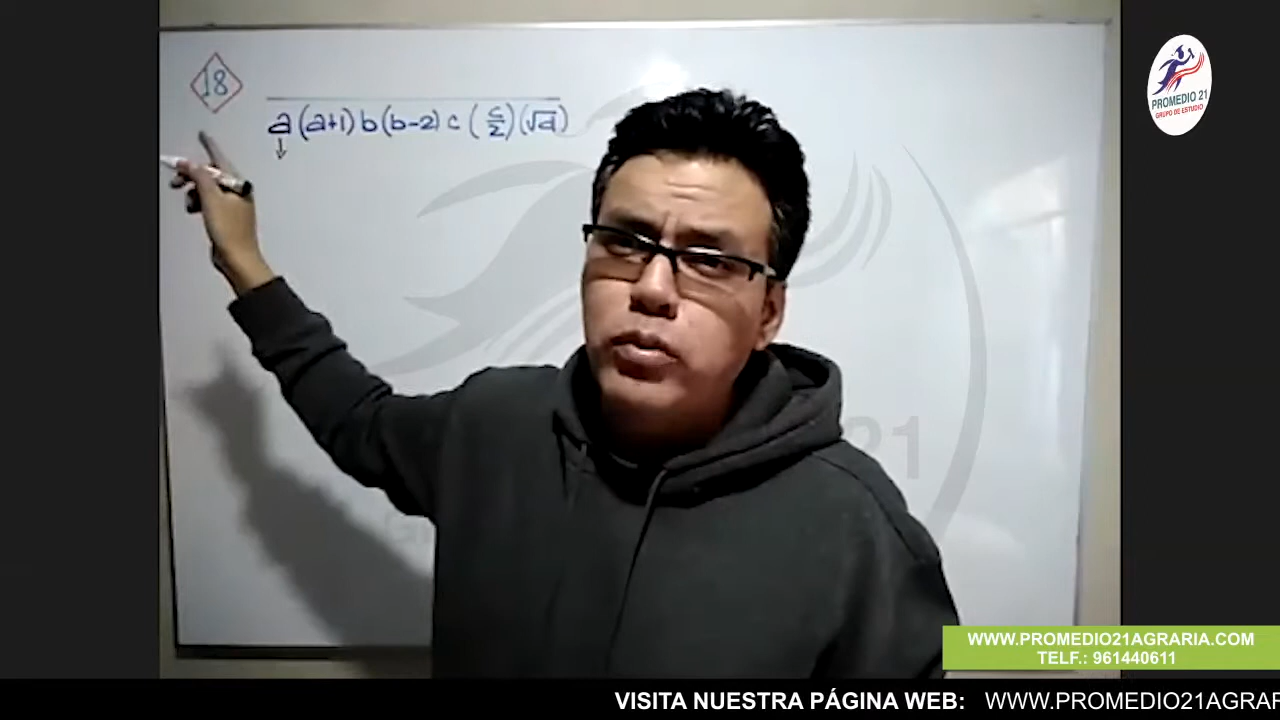 18
a(a+1)b(b-2)c(c/2)(√a)
↓
PROMEDIO 21
GRUPO DE ESTUDIO
21
WWW.PROMEDIO21AGRARIA.COM
TELF.: 961440611
VISITA NUESTRA PÁGINA WEB: WWW.PROMEDIO21AGRAR